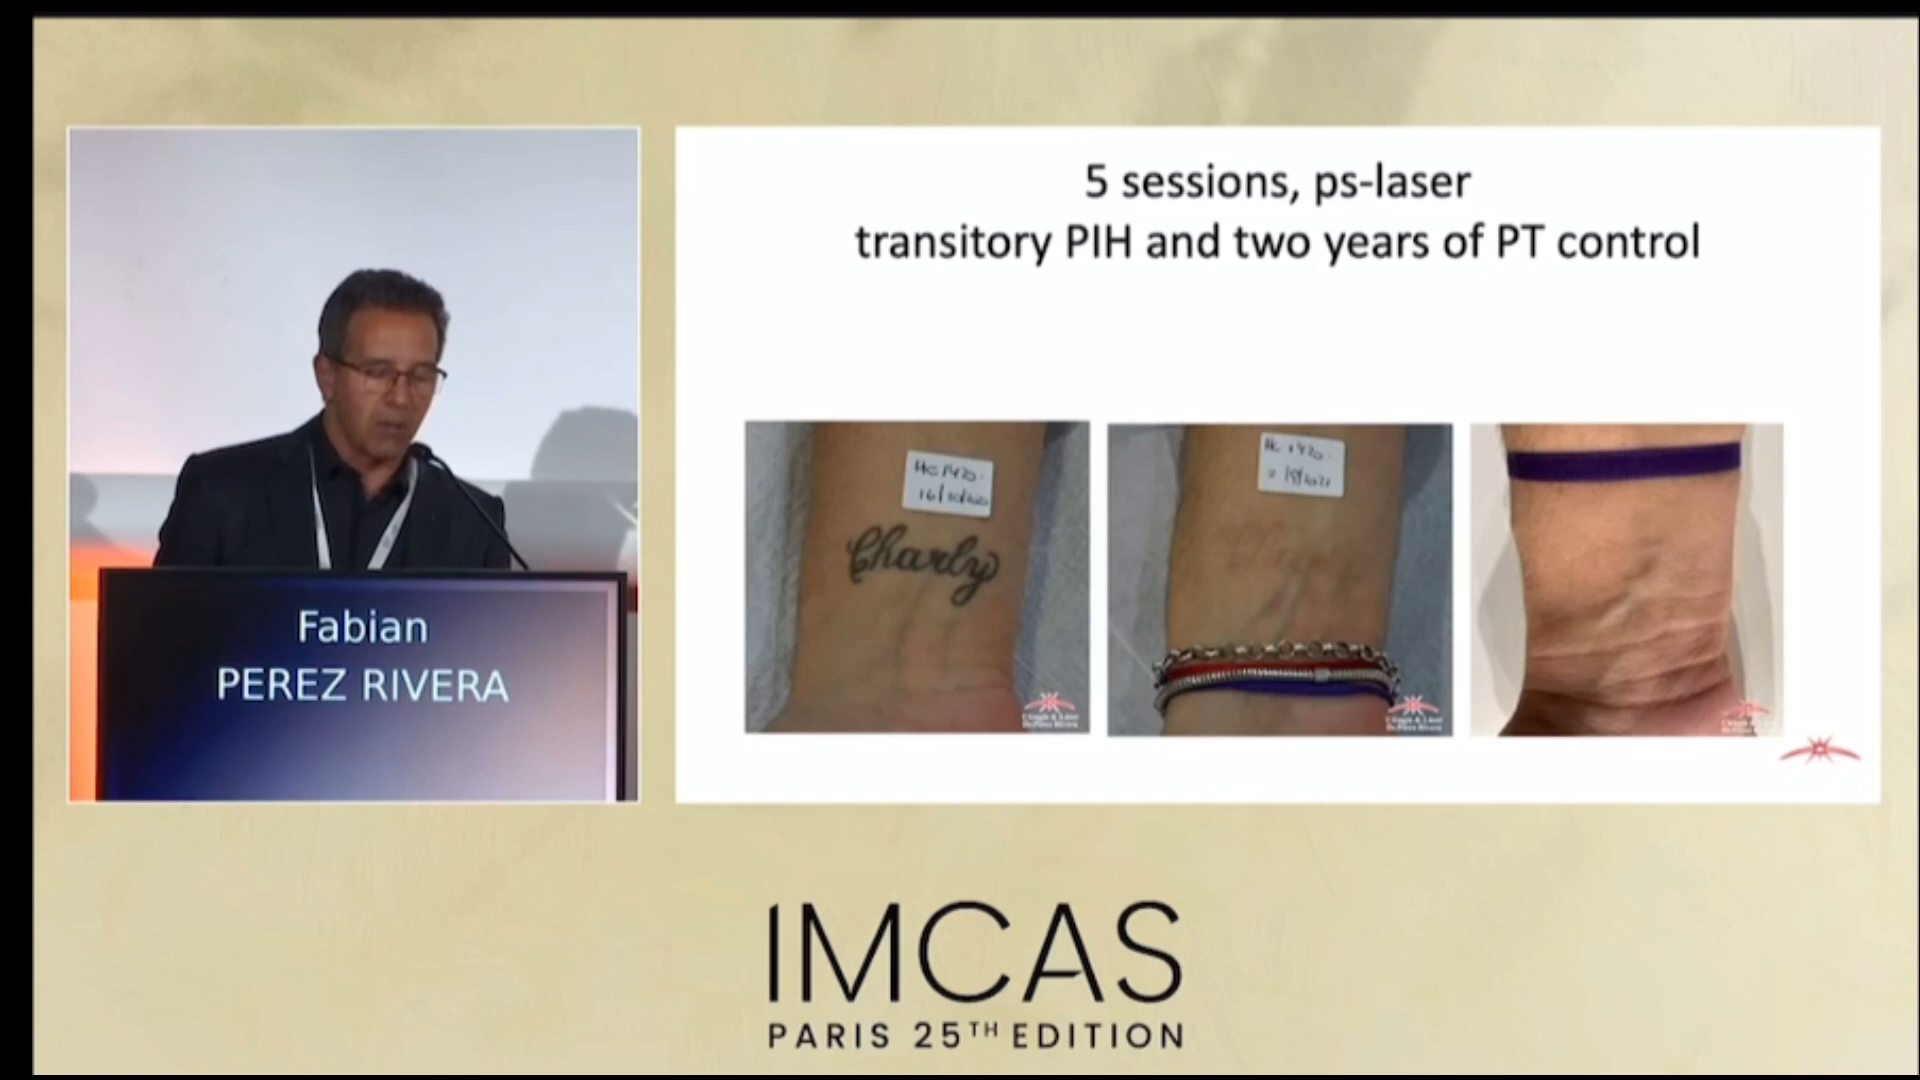 5 sessions, ps-laser
transitory PIH and two years of PT control
Fabian
PEREZ RIVERA
Charly
IMCAS
PARIS 25TH EDITION